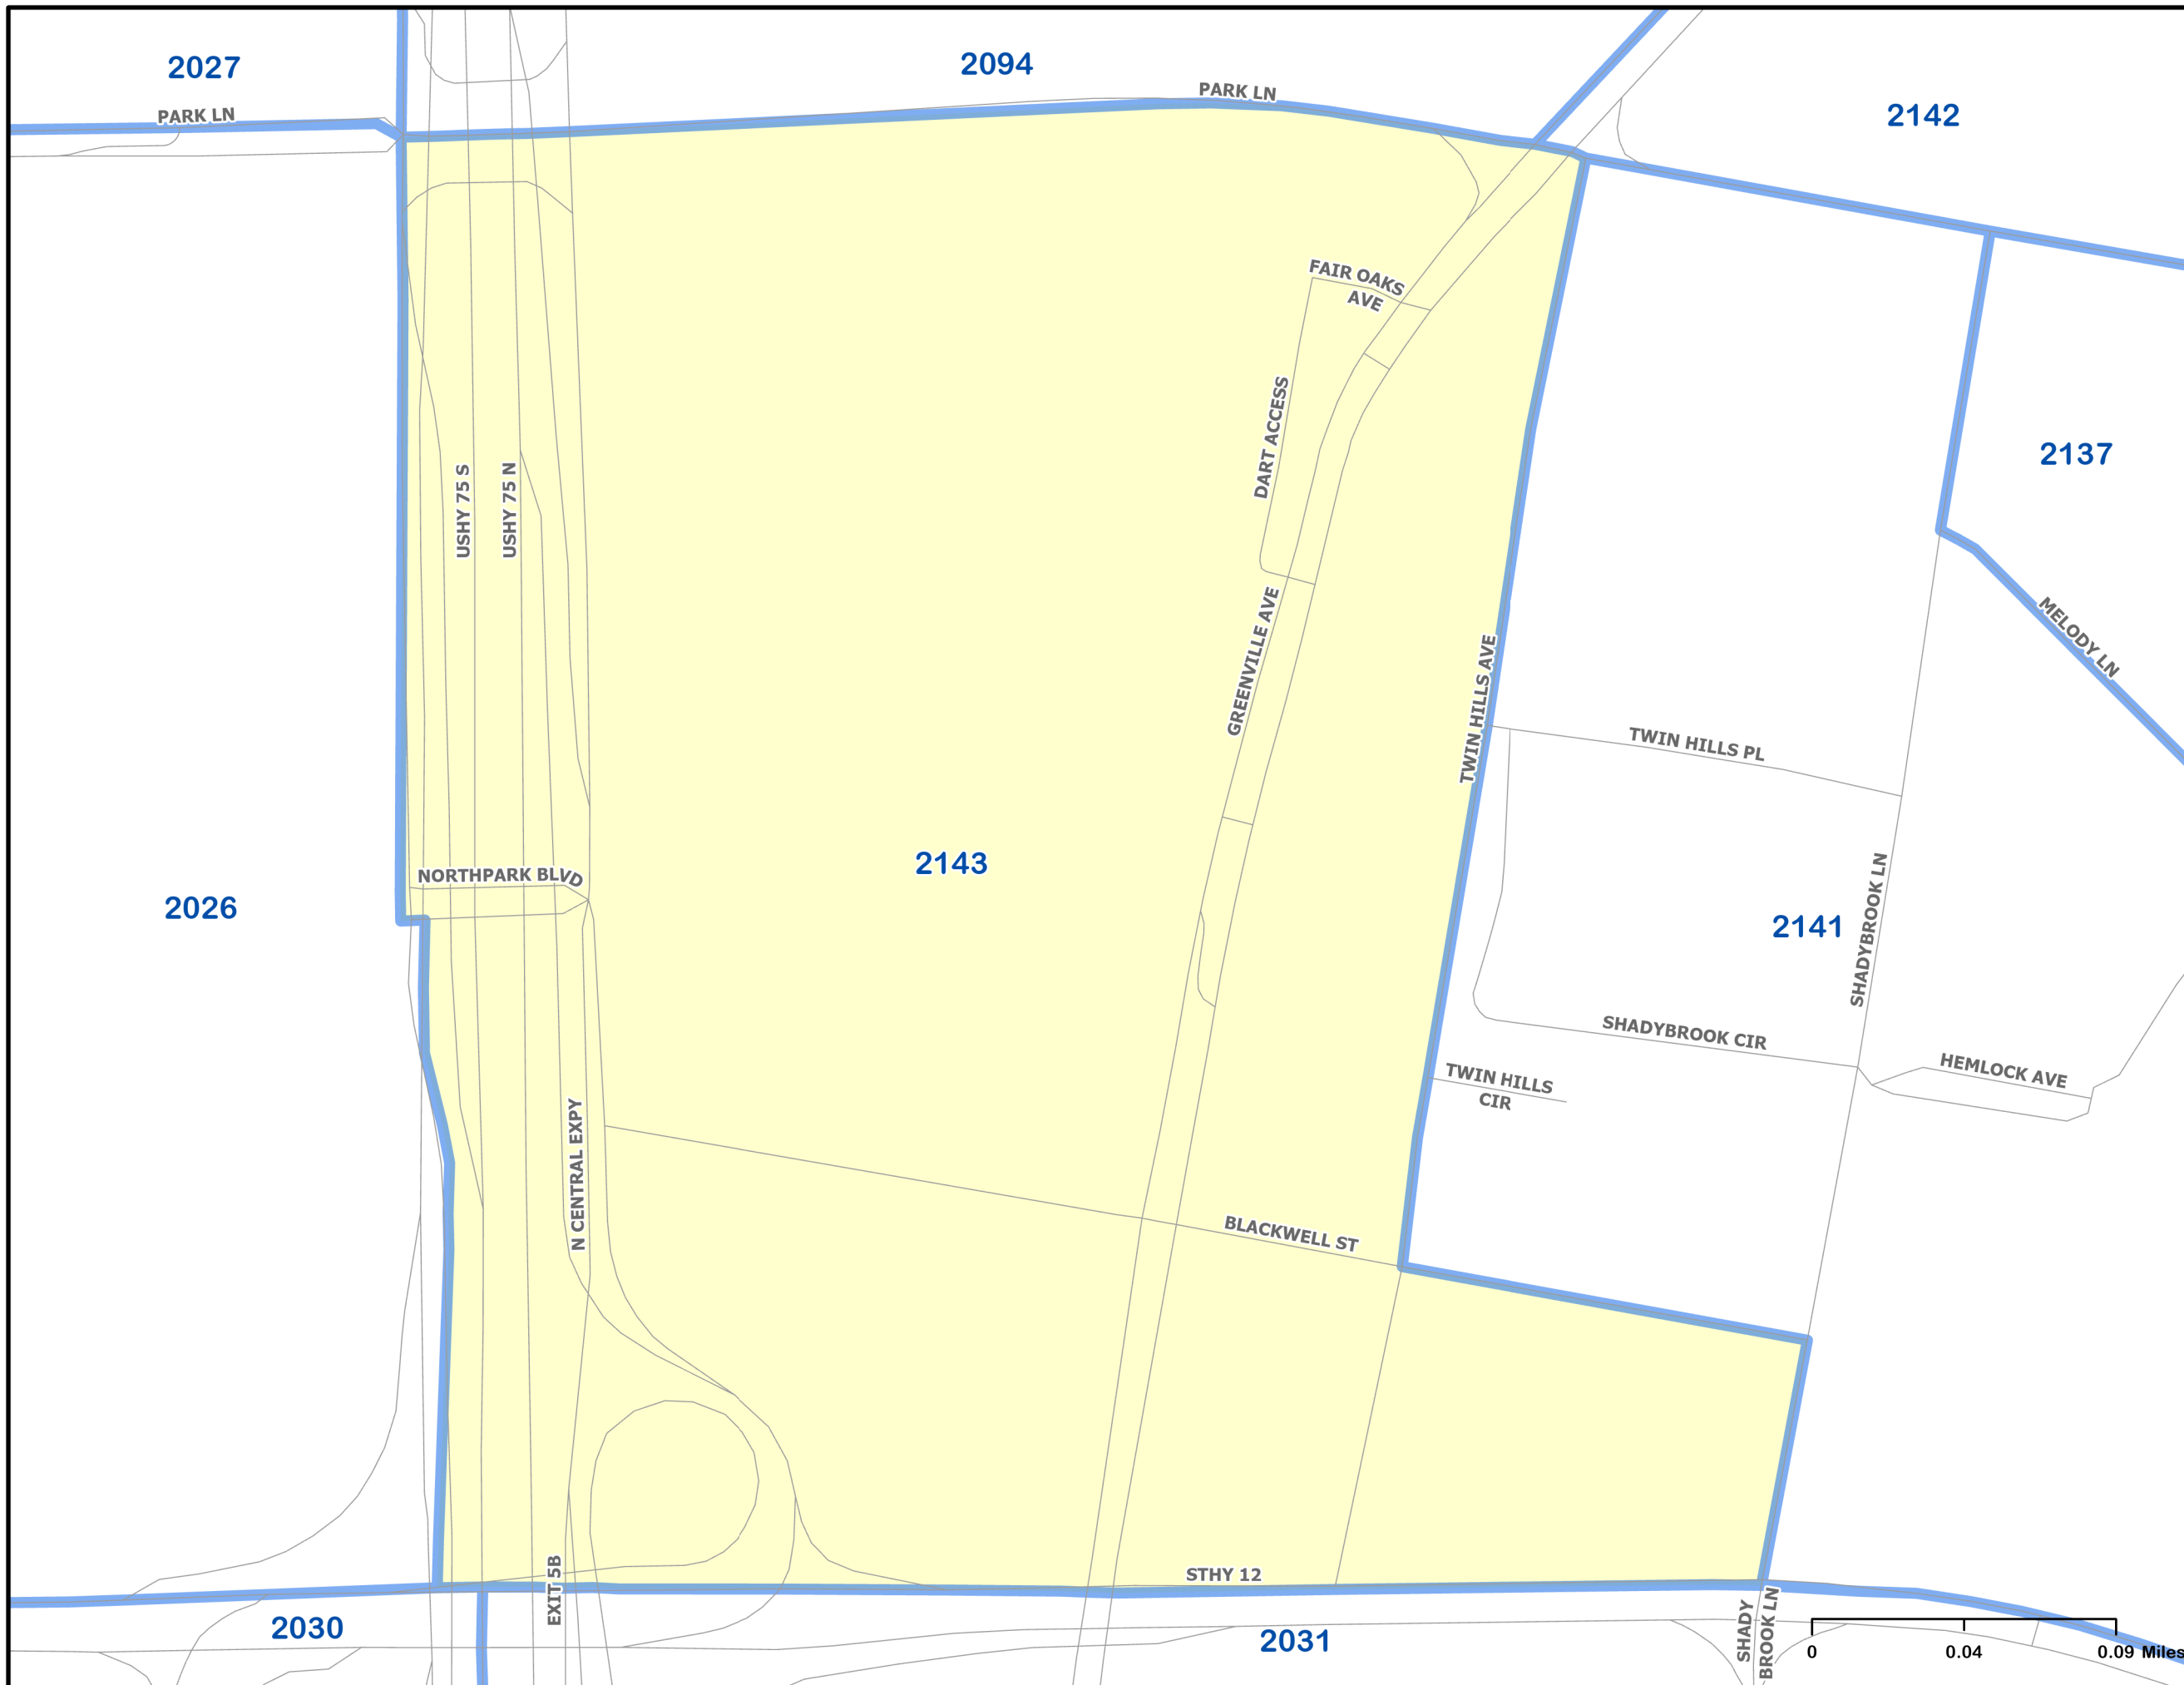 2027
2094
PARK LN
PARK LN
2142
FAIR OAKS
AVE
DART ACCESS
2137
USHY 75 S
USHY 75 N
GREENVILLE AVE
TWIN HILLS AVE
MELODY LN
TWIN HILLS PL
2143
NORTHPARK BLVD
2026
2141
SHADYBROOK LN
SHADYBROOK CIR
HEMLOCK AVE
TWIN HILLS
CIR
N CENTRAL EXPY
BLACKWELL ST
EXIT 5B
STHY 12
2030
2031
SHADY
BROOK LN
0 0.04 0.09 Miles